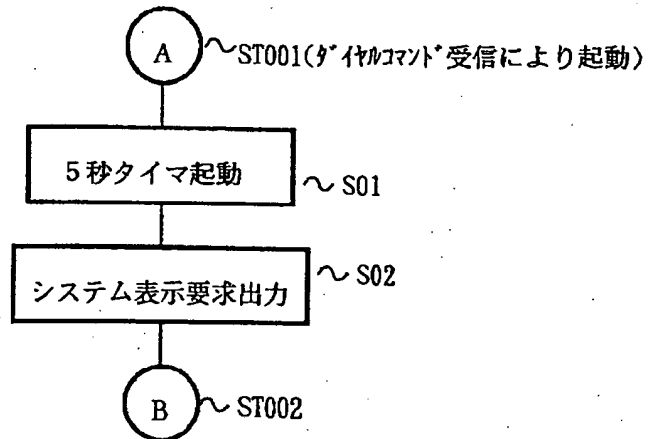 A ～ST001(ﾀﾞｲﾔﾙｺﾏﾝﾄﾞ受信により起動)
5秒タイマ起動
～ S01
システム表示要求出力
～ S02
B ～ ST002